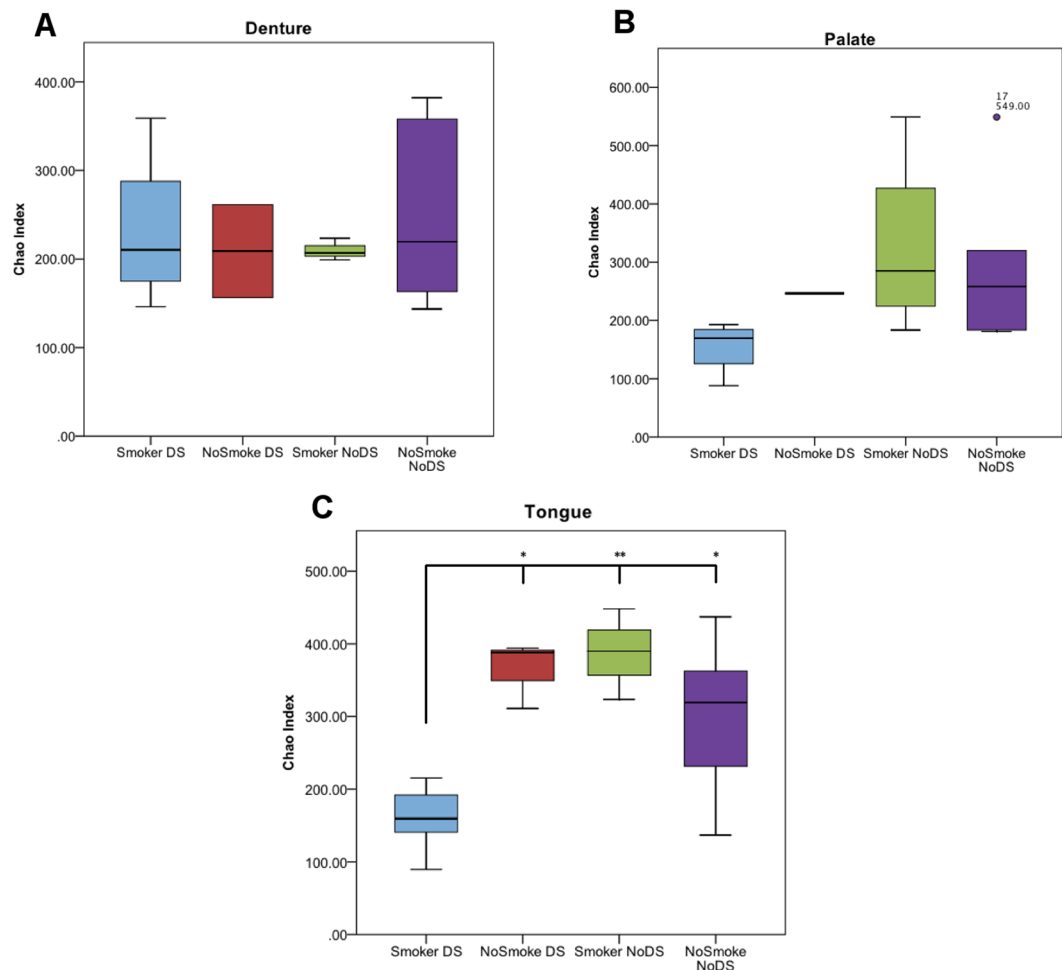 A
Denture
Chao Index
400.00
300.00
200.00
100.00
.00
Smoker DS
NoSmoke DS
Smoker NoDS
NoSmoke
NoDS
B
Palate
Chao Index
600.00
500.00
400.00
300.00
200.00
100.00
.00
17
549.00
Smoker DS
NoSmoke DS
Smoker NoDS
NoSmoke
NoDS
C
Tongue
Chao Index
500.00
400.00
300.00
200.00
100.00
.00
*
**
*
Smoker DS
NoSmoke DS
Smoker NoDS
NoSmoke
NoDS